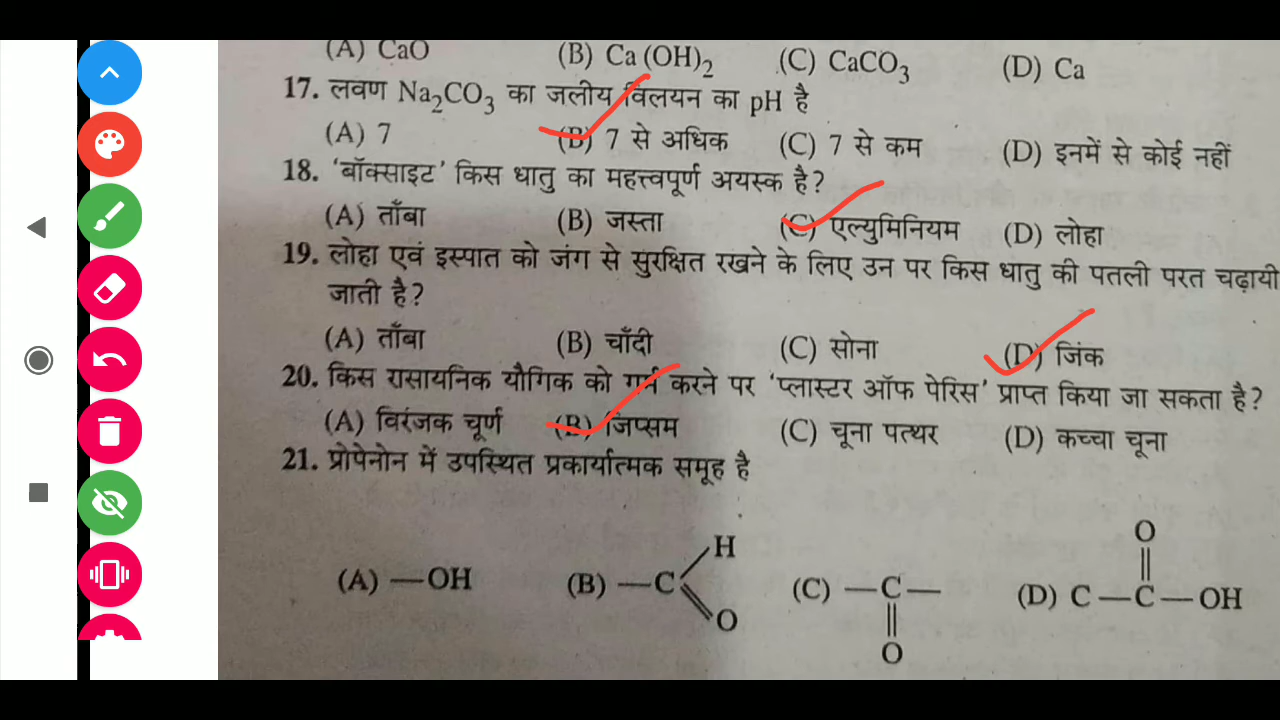 (A) CaO (B) Ca(OH)₂ (C) CaCO₃ (D) Ca
17. लवण Na₂CO₃ का जलीय विलयन का pH है
(A) 7 (B) 7 से अधिक (C) 7 से कम (D) इनमें से कोई नहीं
18. 'बॉक्साइट' किस धातु का महत्त्वपूर्ण अयस्क है?
(A) ताँबा (B) जस्ता (C) एल्युमिनियम (D) लोहा
19. लोहा एवं इस्पात को जंग से सुरक्षित रखने के लिए उन पर किस धातु की पतली परत चढ़ायी
जाती है?
(A) ताँबा (B) चाँदी (C) सोना (D) जिंक
20. किस रासायनिक यौगिक को गर्म करने पर 'प्लास्टर ऑफ पेरिस' प्राप्त किया जा सकता है?
(A) विरंजक चूर्ण (B) जिप्सम (C) चूना पत्थर (D) कच्चा चूना
21. प्रोपेनोन में उपस्थित प्रकार्यात्मक समूह है
O
H
(A) —OH (B) —C (C) —C— (D) C—C—OH
O
O